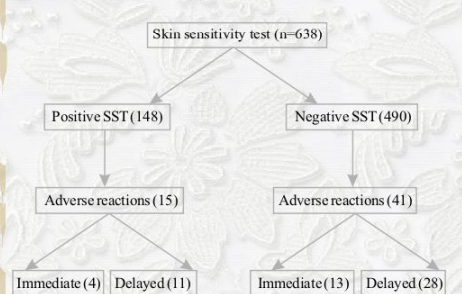 Skin sensitivity test (n=638)
Positive SST (148)
Negative SST (490)
Adverse reactions (15)
Adverse reactions (41)
Immediate (4)
Delayed (11)
Immediate (13)
Delayed (28)